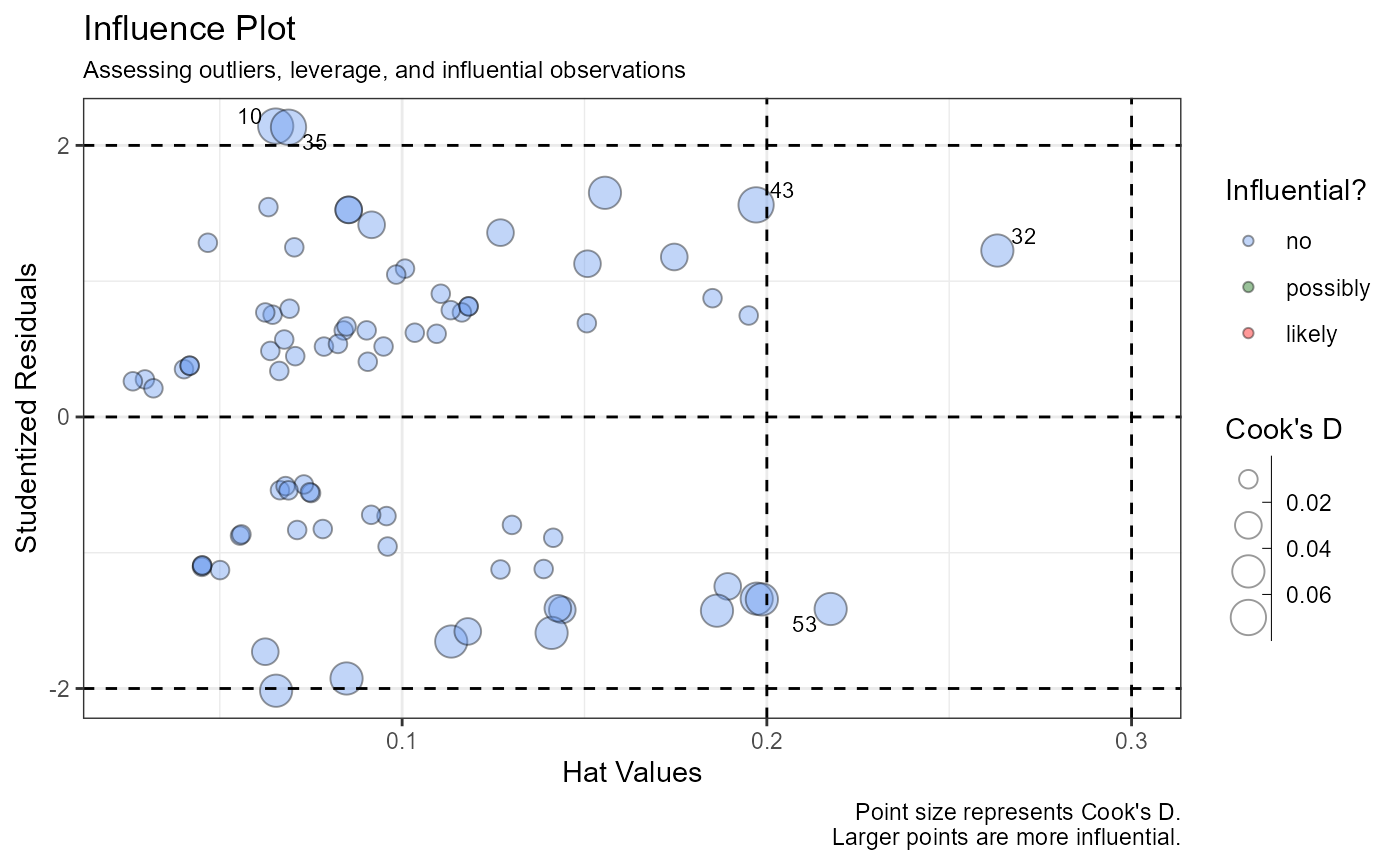 Influence Plot
Assessing outliers, leverage, and influential observations
Studentized Residuals
2
0
-2
10
35
43
32
53
0.1
0.2
0.3
Hat Values
Influential?
no
possibly
likely
Cook's D
0.02
0.04
0.06
Point size represents Cook's D.
Larger points are more influential.